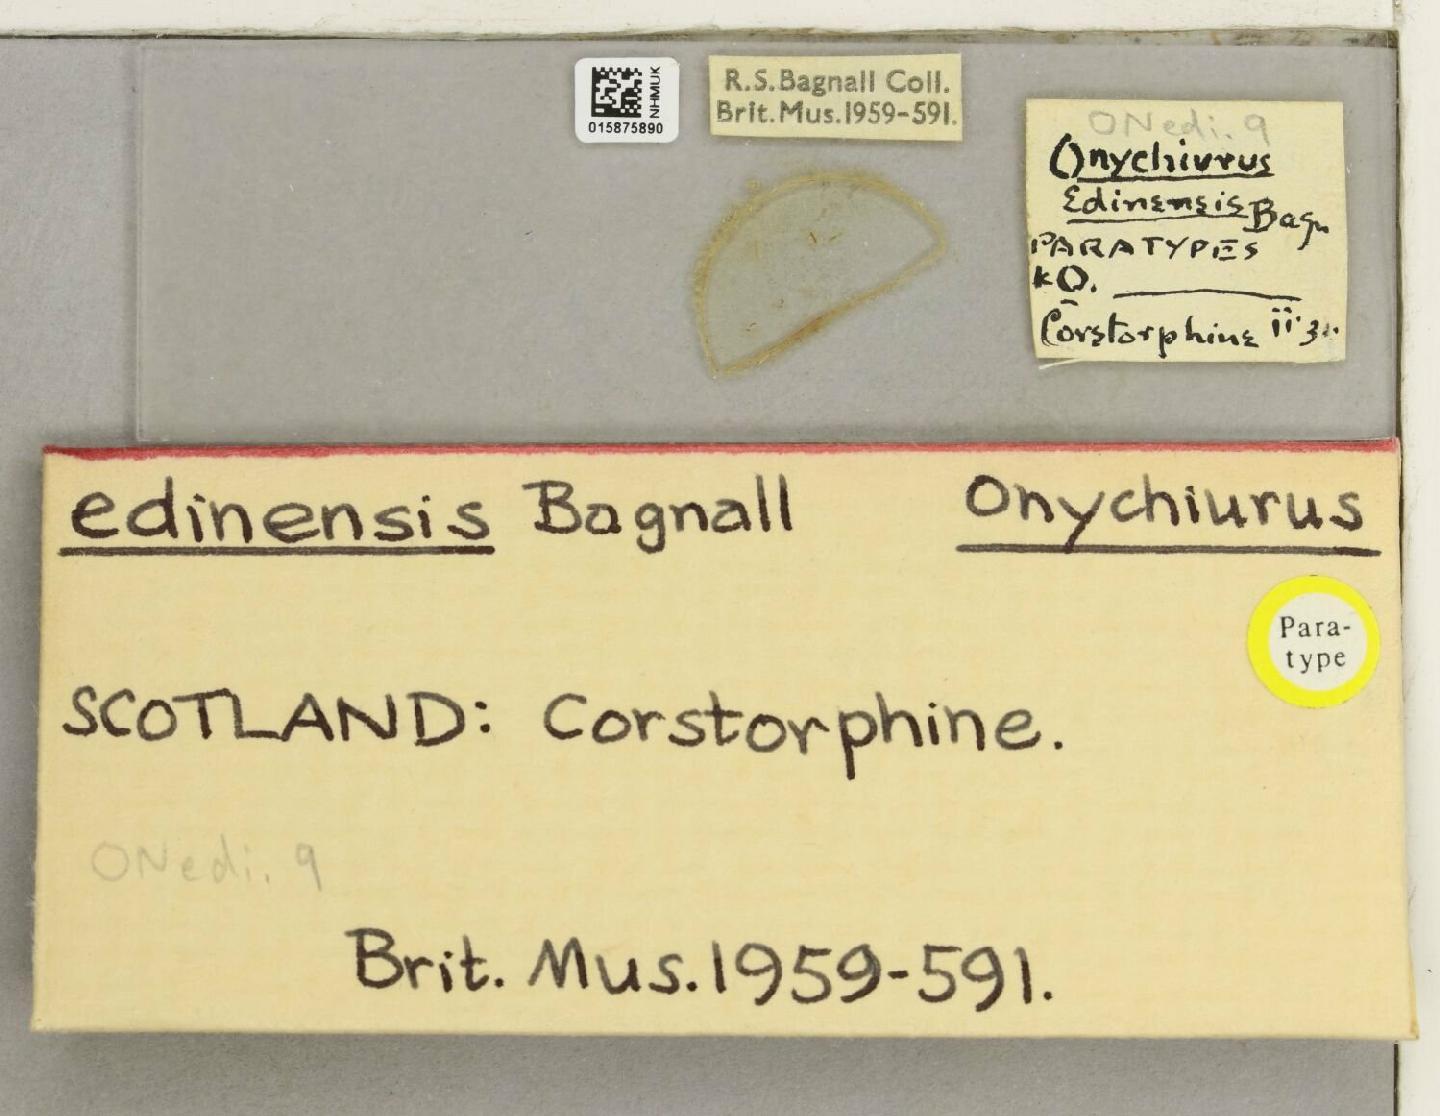 NHMUK
015875890
R.S.Bagnall Coll.
Brit.Mus.1959-591.
ONedi. 9
Onychiurus
Edinensis Bagn
PARATYPES
KO.
Corstorphine ii.31.
edinensis Bagnall Onychiurus
Para-
type
SCOTLAND: Corstorphine.
ONedi. 9
Brit. Mus.1959-591.